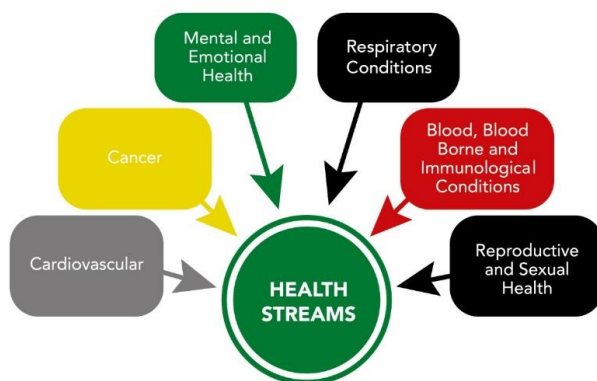 Mental and
Emotional
Health
Respiratory
Conditions
Cancer
Blood, Blood
Borne and
Immunological
Conditions
Cardiovascular
Reproductive
and Sexual
Health
HEALTH
STREAMS